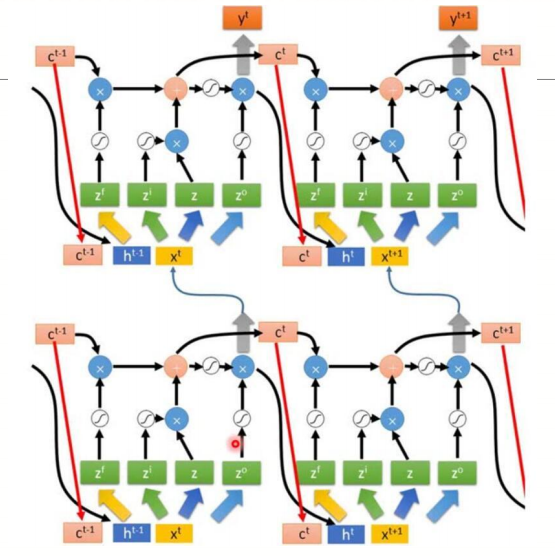 y^t y^t+1
c^t-1 c^t c^t+1
× + × × + ×
× ×
z^f z^i z z^o z^f z^i z z^o
c^t-1 h^t-1 x^t c^t h^t x^t+1
c^t-1 c^t c^t+1
× + × × + ×
× ×
z^f z^i z z^o z^f z^i z z^o
c^t-1 h^t-1 x^t c^t h^t x^t+1